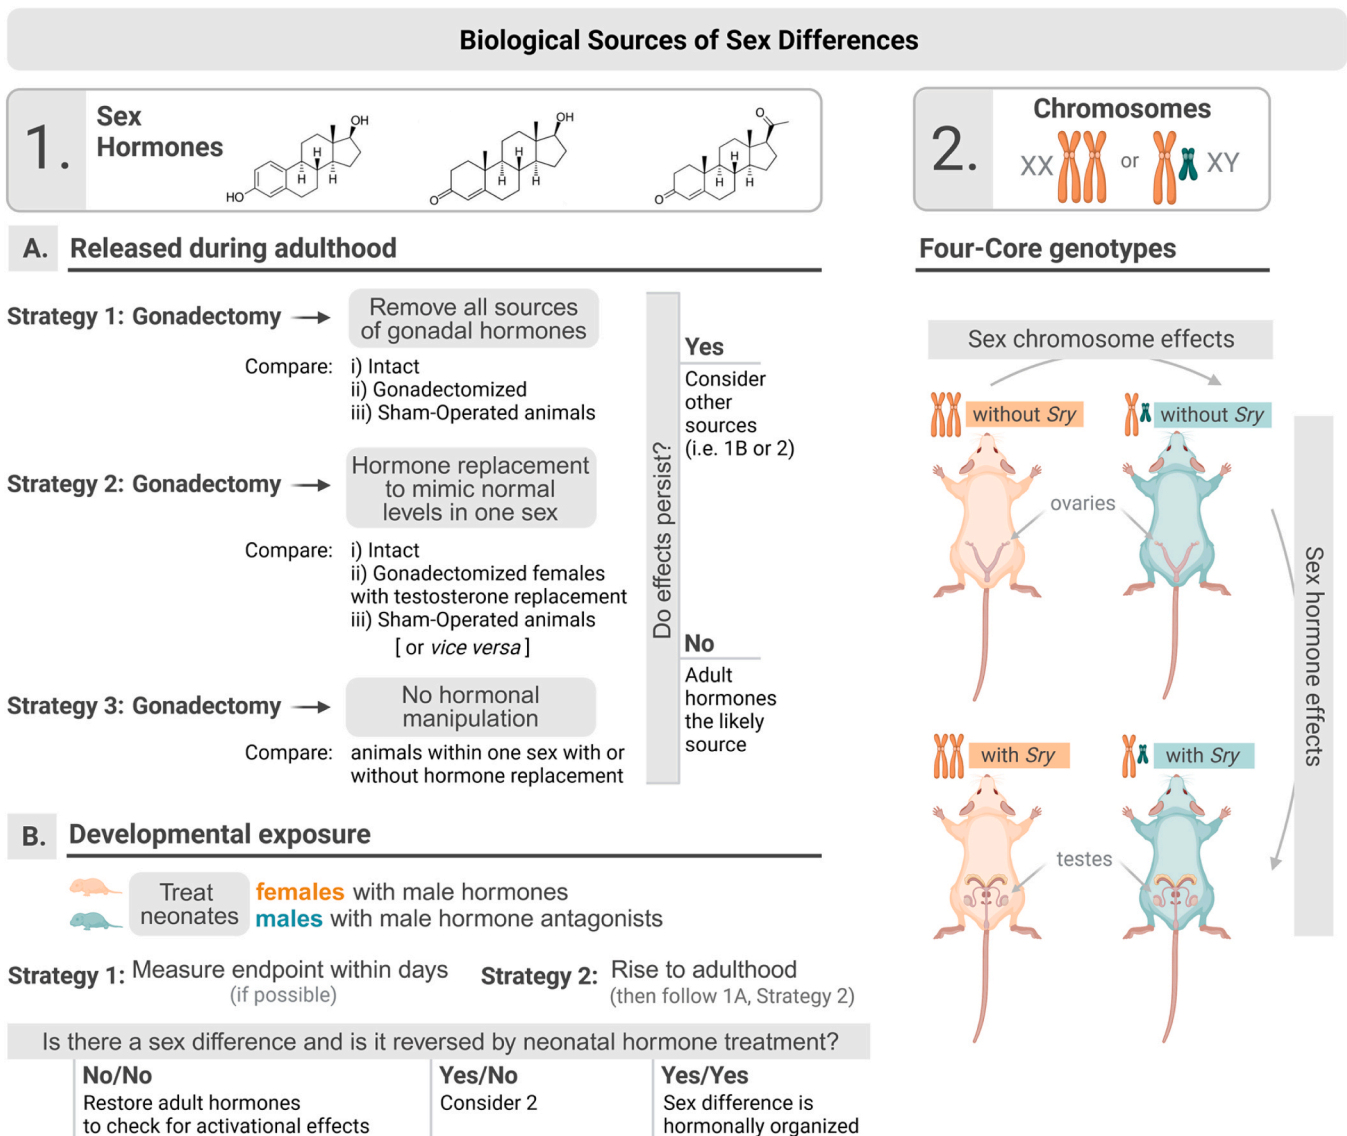 Biological Sources of Sex Differences
1.
Sex
Hormones
HO
OH
H
H
H
O
OH
H
H
H
O
O
H
H
H
A. Released during adulthood
Strategy 1: Gonadectomy
Remove all sources
of gonadal hormones
Compare: i) Intact
ii) Gonadectomized
iii) Sham-Operated animals
Strategy 2: Gonadectomy
Hormone replacement
to mimic normal
levels in one sex
Compare: i) Intact
ii) Gonadectomized females
with testosterone replacement
iii) Sham-Operated animals
[ or vice versa ]
Strategy 3: Gonadectomy
No hormonal
manipulation
Compare: animals within one sex with or
without hormone replacement
Do effects persist?
Yes
Consider
other
sources
(i.e. 1B or 2)
No
Adult
hormones
the likely
source
B. Developmental exposure
Treat
neonates
females with male hormones
males with male hormone antagonists
Strategy 1: Measure endpoint within days
(if possible)
Strategy 2: Rise to adulthood
(then follow 1A, Strategy 2)
Is there a sex difference and is it reversed by neonatal hormone treatment?
No/No
Restore adult hormones
to check for activational effects
Yes/No
Consider 2
Yes/Yes
Sex difference is
hormonally organized
2.
Chromosomes
XX or XY
Four-Core genotypes
Sex chromosome effects
without Sry
without Sry
ovaries
Sex hormone effects
with Sry
with Sry
testes